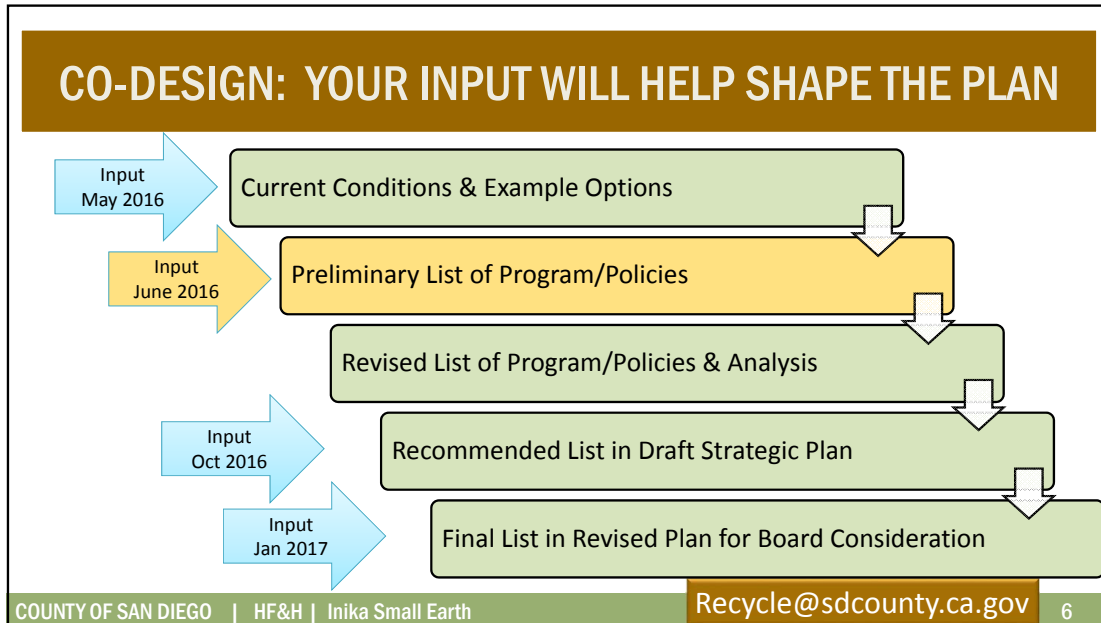 CO-DESIGN: YOUR INPUT WILL HELP SHAPE THE PLAN
Input
May 2016
Current Conditions & Example Options
Input
June 2016
Preliminary List of Program/Policies
Revised List of Program/Policies & Analysis
Input
Oct 2016
Recommended List in Draft Strategic Plan
Input
Jan 2017
Final List in Revised Plan for Board Consideration
COUNTY OF SAN DIEGO | HF&H | Inika Small Earth
Recycle@sdcounty.ca.gov
6